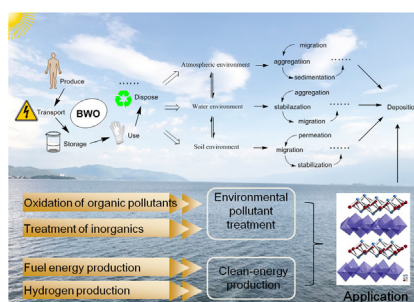 migration
Atmospheric environment
aggregation
......
sedimentation
Produce
......
Dispose
aggregation
Transport
BWO
Water environment
stabilazation
......
Deposition
Use
migration
Storage
permeation
Soil environment
migration
......
stabilization
Oxidation of organic pollutants
Environmental
pollutant
treatment
Treatment of inorganics
Fuel energy production
Clean-energy
production
Hydrogen production
Application